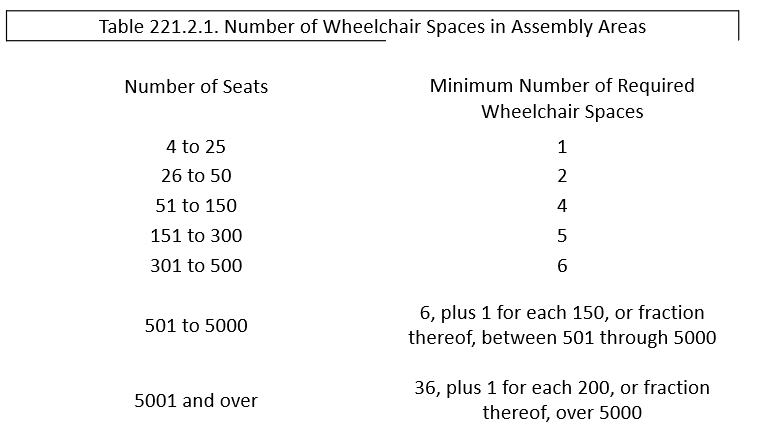 Table 221.2.1. Number of Wheelchair Spaces in Assembly Areas
Number of Seats
Minimum Number of Required
Wheelchair Spaces
4 to 25 1
26 to 50 2
51 to 150 4
151 to 300 5
301 to 500 6
501 to 5000
6, plus 1 for each 150, or fraction
thereof, between 501 through 5000
5001 and over
36, plus 1 for each 200, or fraction
thereof, over 5000